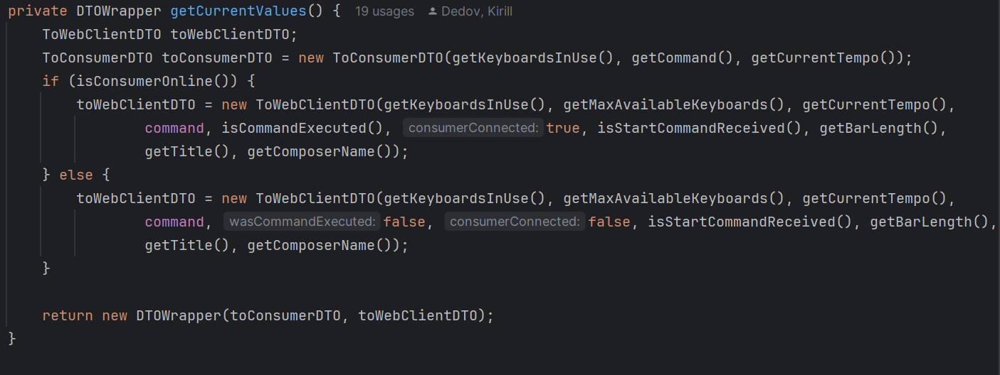 private DTOWrapper getCurrentValues() { 19 usages Dedov, Kirill
ToWebClientDTO toWebClientDTO;
ToConsumerDTO toConsumerDTO = new ToConsumerDTO(getKeyboardsInUse(), getCommand(), getCurrentTempo());
if (isConsumerOnline()) {
toWebClientDTO = new ToWebClientDTO(getKeyboardsInUse(), getMaxAvailableKeyboards(), getCurrentTempo(),
command, isCommandExecuted(), consumerConnected: true, isStartCommandReceived(), getBarLength(),
getTitle(), getComposerName());
} else {
toWebClientDTO = new ToWebClientDTO(getKeyboardsInUse(), getMaxAvailableKeyboards(), getCurrentTempo(),
command, wasCommandExecuted: false, consumerConnected: false, isStartCommandReceived(), getBarLength(),
getTitle(), getComposerName());
}
return new DTOWrapper(toConsumerDTO, toWebClientDTO);
}